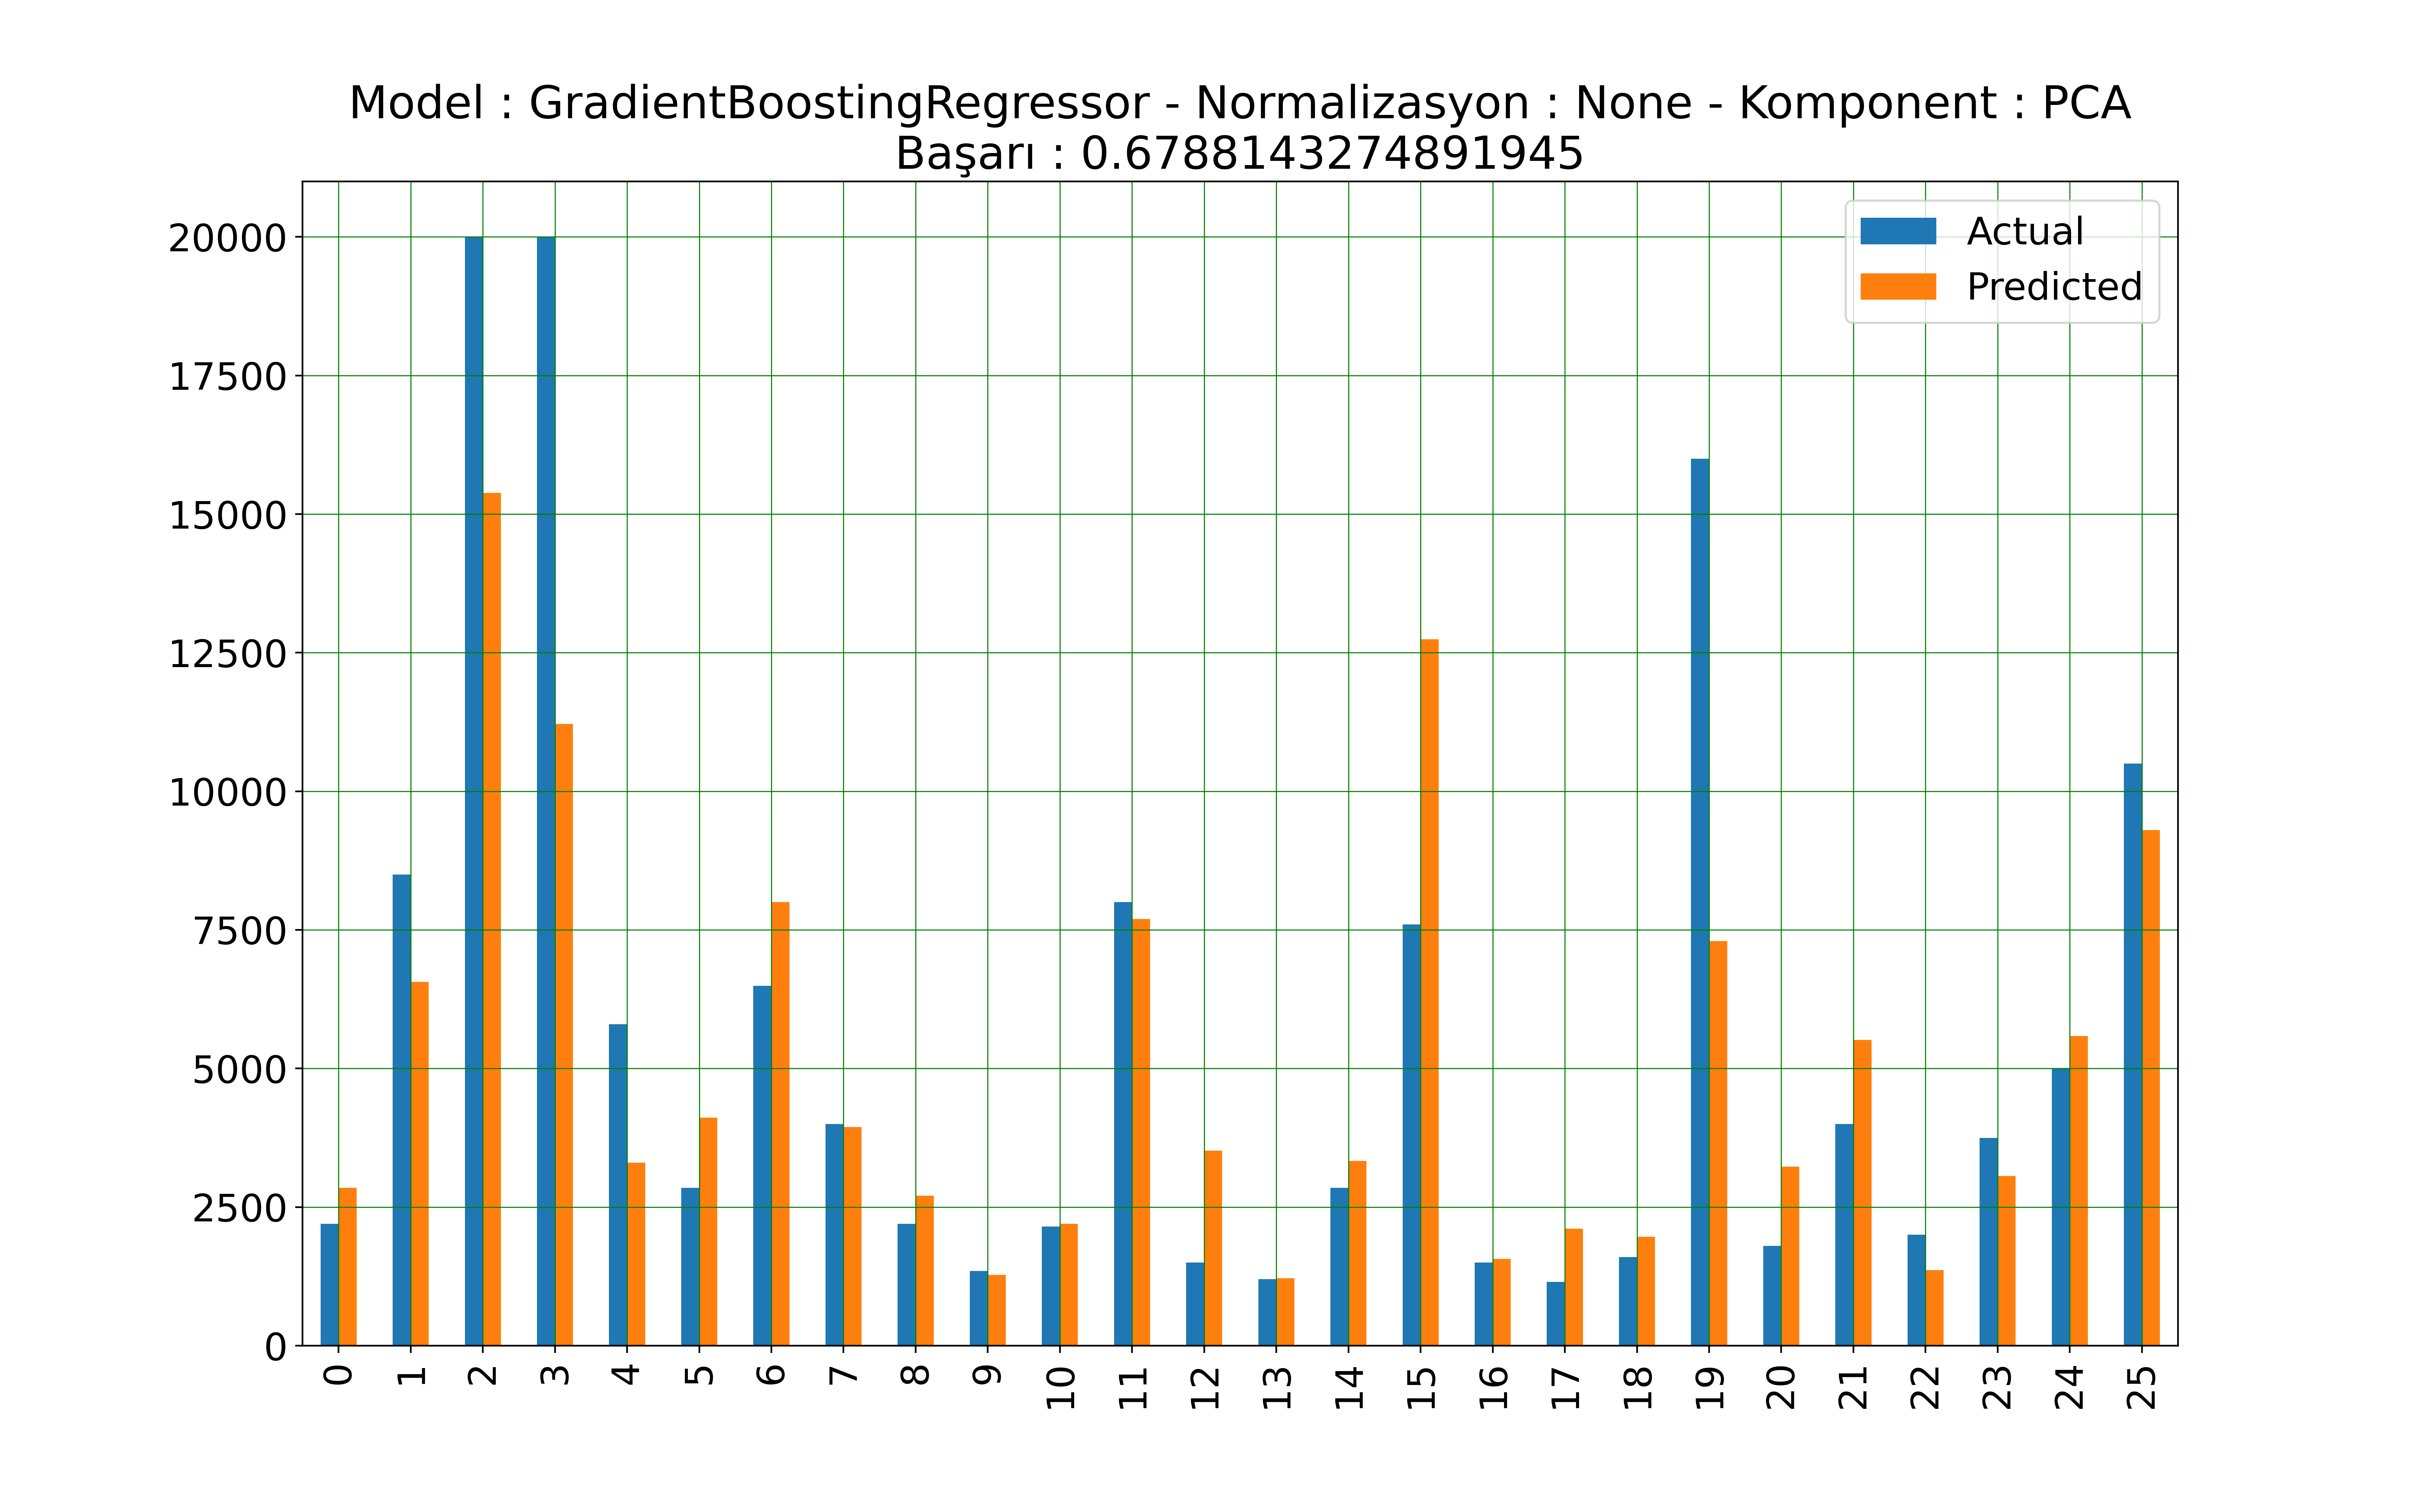 Model : GradientBoostingRegressor - Normalizasyon : None - Komponent : PCA
Başarı : 0.6788143274891945
Actual
Predicted
20000
17500
15000
12500
10000
7500
5000
2500
0
0 1 2 3 4 5 6 7 8 9 10 11 12 13 14 15 16 17 18 19 20 21 22 23 24 25